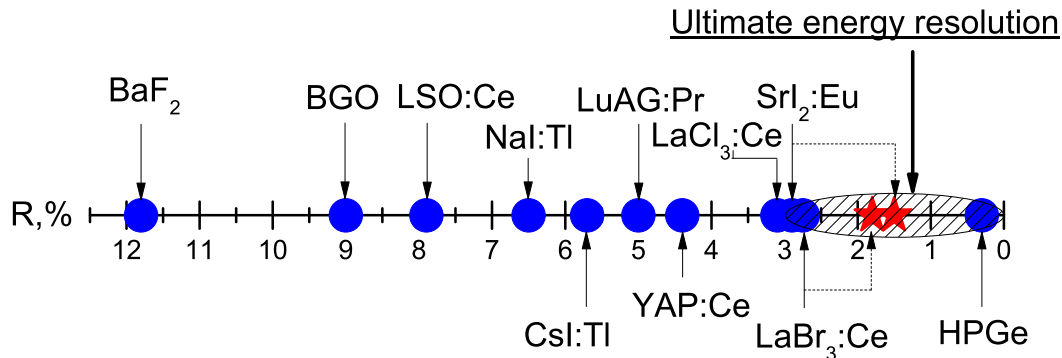 Ultimate energy resolution
BaF₂
BGO
LSO:Ce
NaI:Tl
LuAG:Pr
LaCl₃:Ce
SrI₂:Eu
R,%
12 11 10 9 8 7 6 5 4 3 2 1 0
CsI:Tl
YAP:Ce
LaBr₃:Ce
HPGe